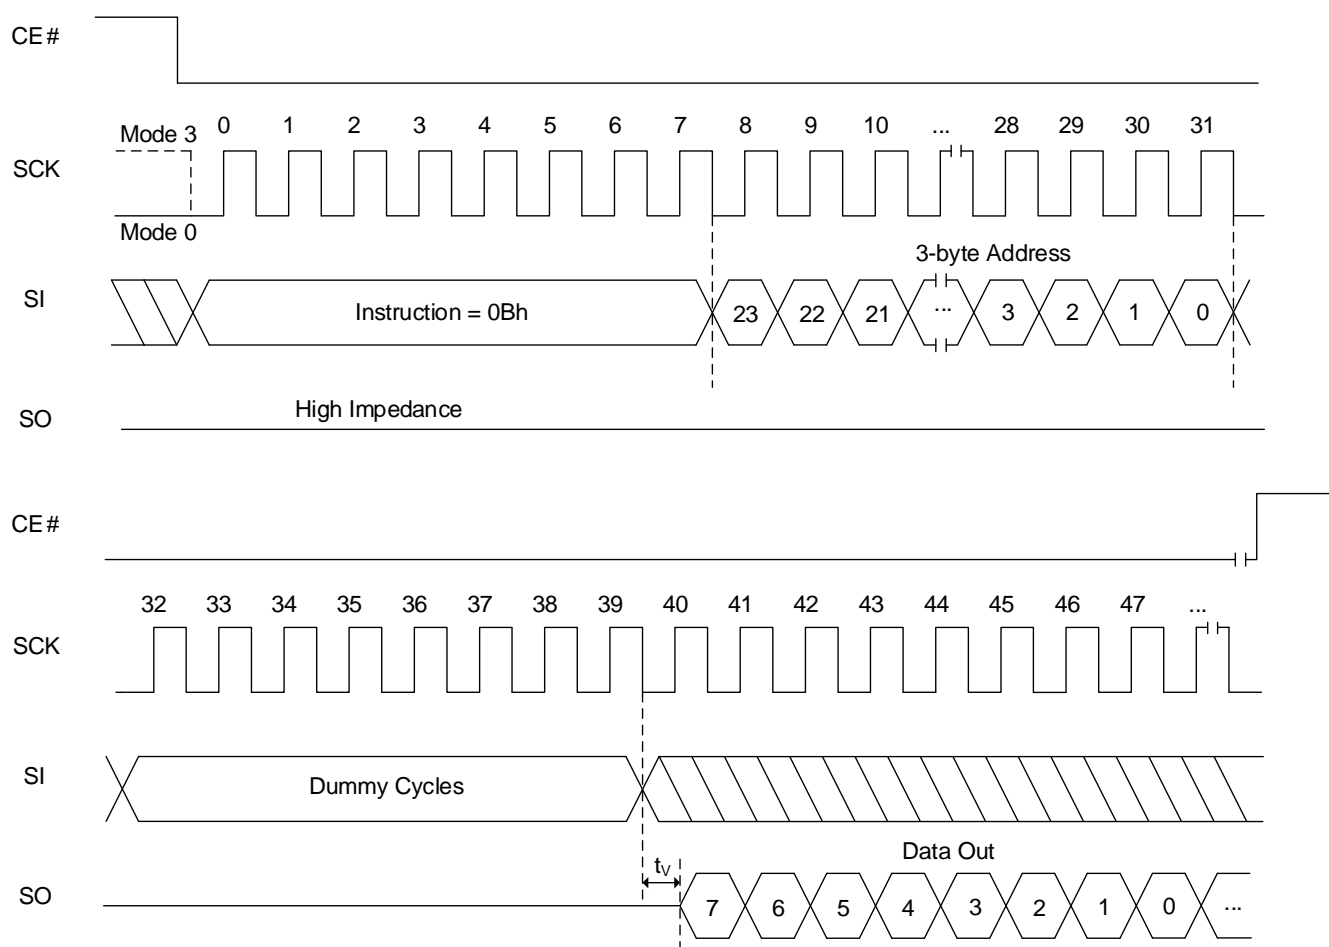 CE#
Mode 3 0 1 2 3 4 5 6 7 8 9 10 ... 28 29 30 31
SCK
Mode 0
3-byte Address
SI Instruction = 0Bh 23 22 21 ... 3 2 1 0
High Impedance
SO
CE#
32 33 34 35 36 37 38 39 40 41 42 43 44 45 46 47 ...
SCK
SI Dummy Cycles
Data Out
tV
SO 7 6 5 4 3 2 1 0 ...